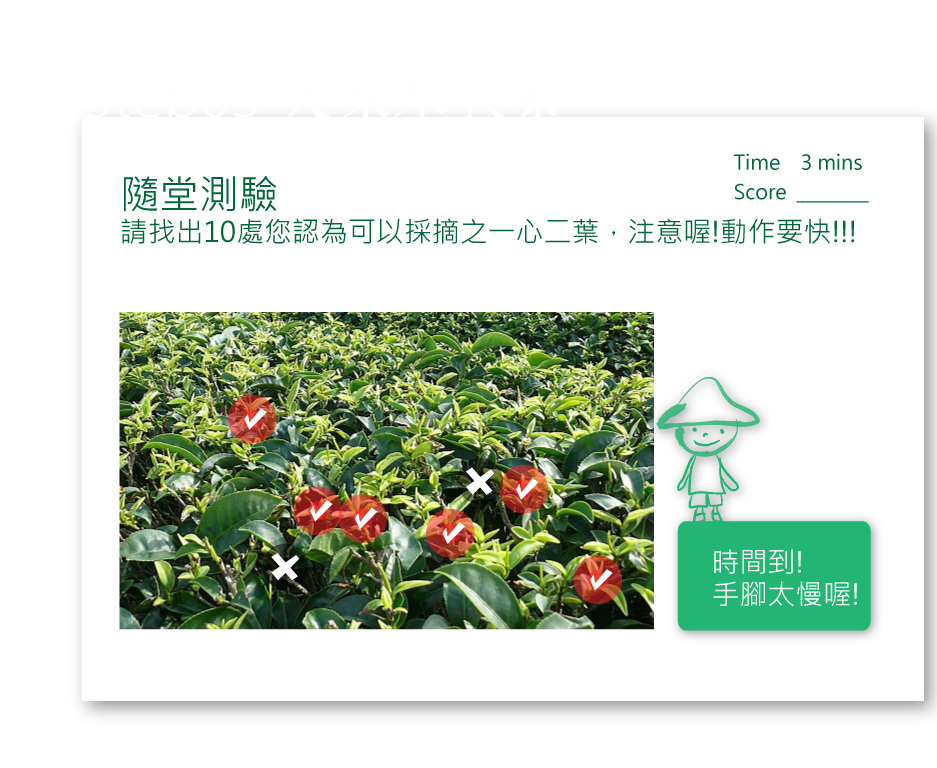 Time 3 mins
Score ________
隨堂測驗
請找出10處您認為可以採摘之一心二葉，注意喔!動作要快!!!
時間到!
手腳太慢喔!